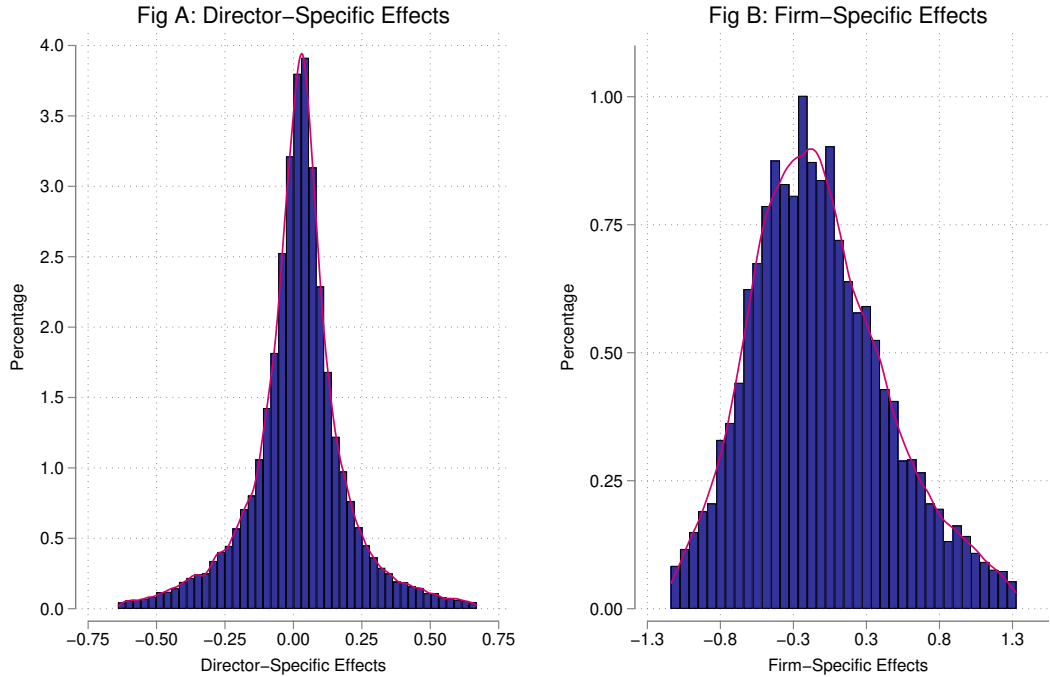 Fig A: Director−Specific Effects
4.0
3.5
3.0
2.5
2.0
1.5
1.0
0.5
0.0
Percentage
−0.75 −0.50 −0.25 0.00 0.25 0.50 0.75
Director−Specific Effects
Fig B: Firm−Specific Effects
1.00
0.75
0.50
0.25
0.00
Percentage
−1.3 −0.8 −0.3 0.3 0.8 1.3
Firm−Specific Effects